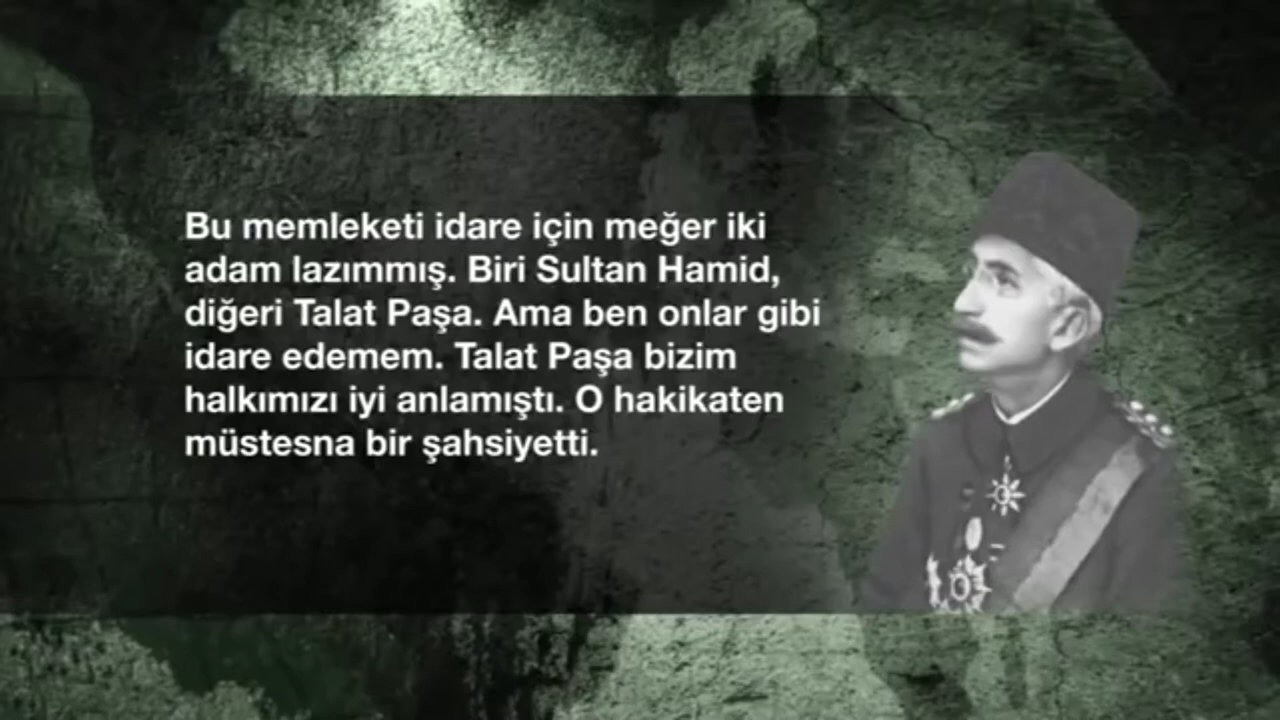 Bu memleketi idare için meğer iki
adam lazımmış. Biri Sultan Hamid,
diğeri Talat Paşa. Ama ben onlar gibi
idare edemem. Talat Paşa bizim
halkımızı iyi anlamıştı. O hakikaten
müstesna bir şahsiyetti.